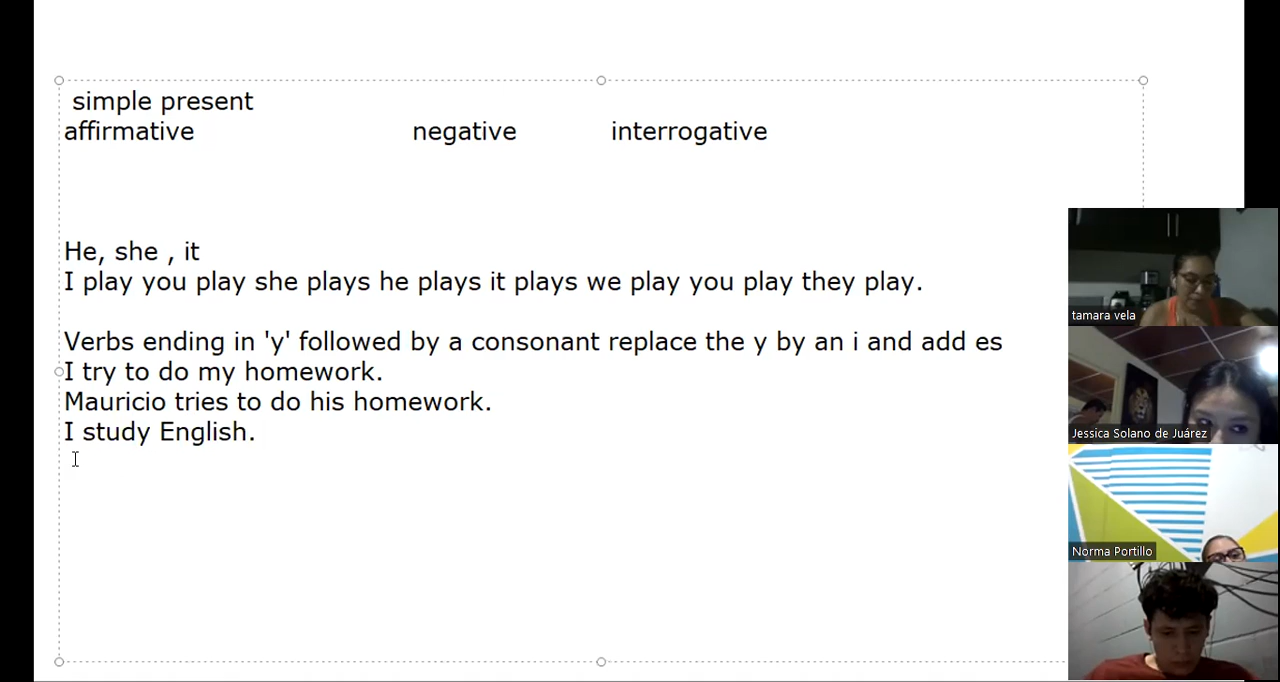 simple present
affirmative negative interrogative
He, she , it
I play you play she plays he plays it plays we play you play they play.
Verbs ending in 'y' followed by a consonant replace the y by an i and add es
I try to do my homework.
Mauricio tries to do his homework.
I study English.
tamara vela
Jessica Solano de Juárez
Norma Portillo